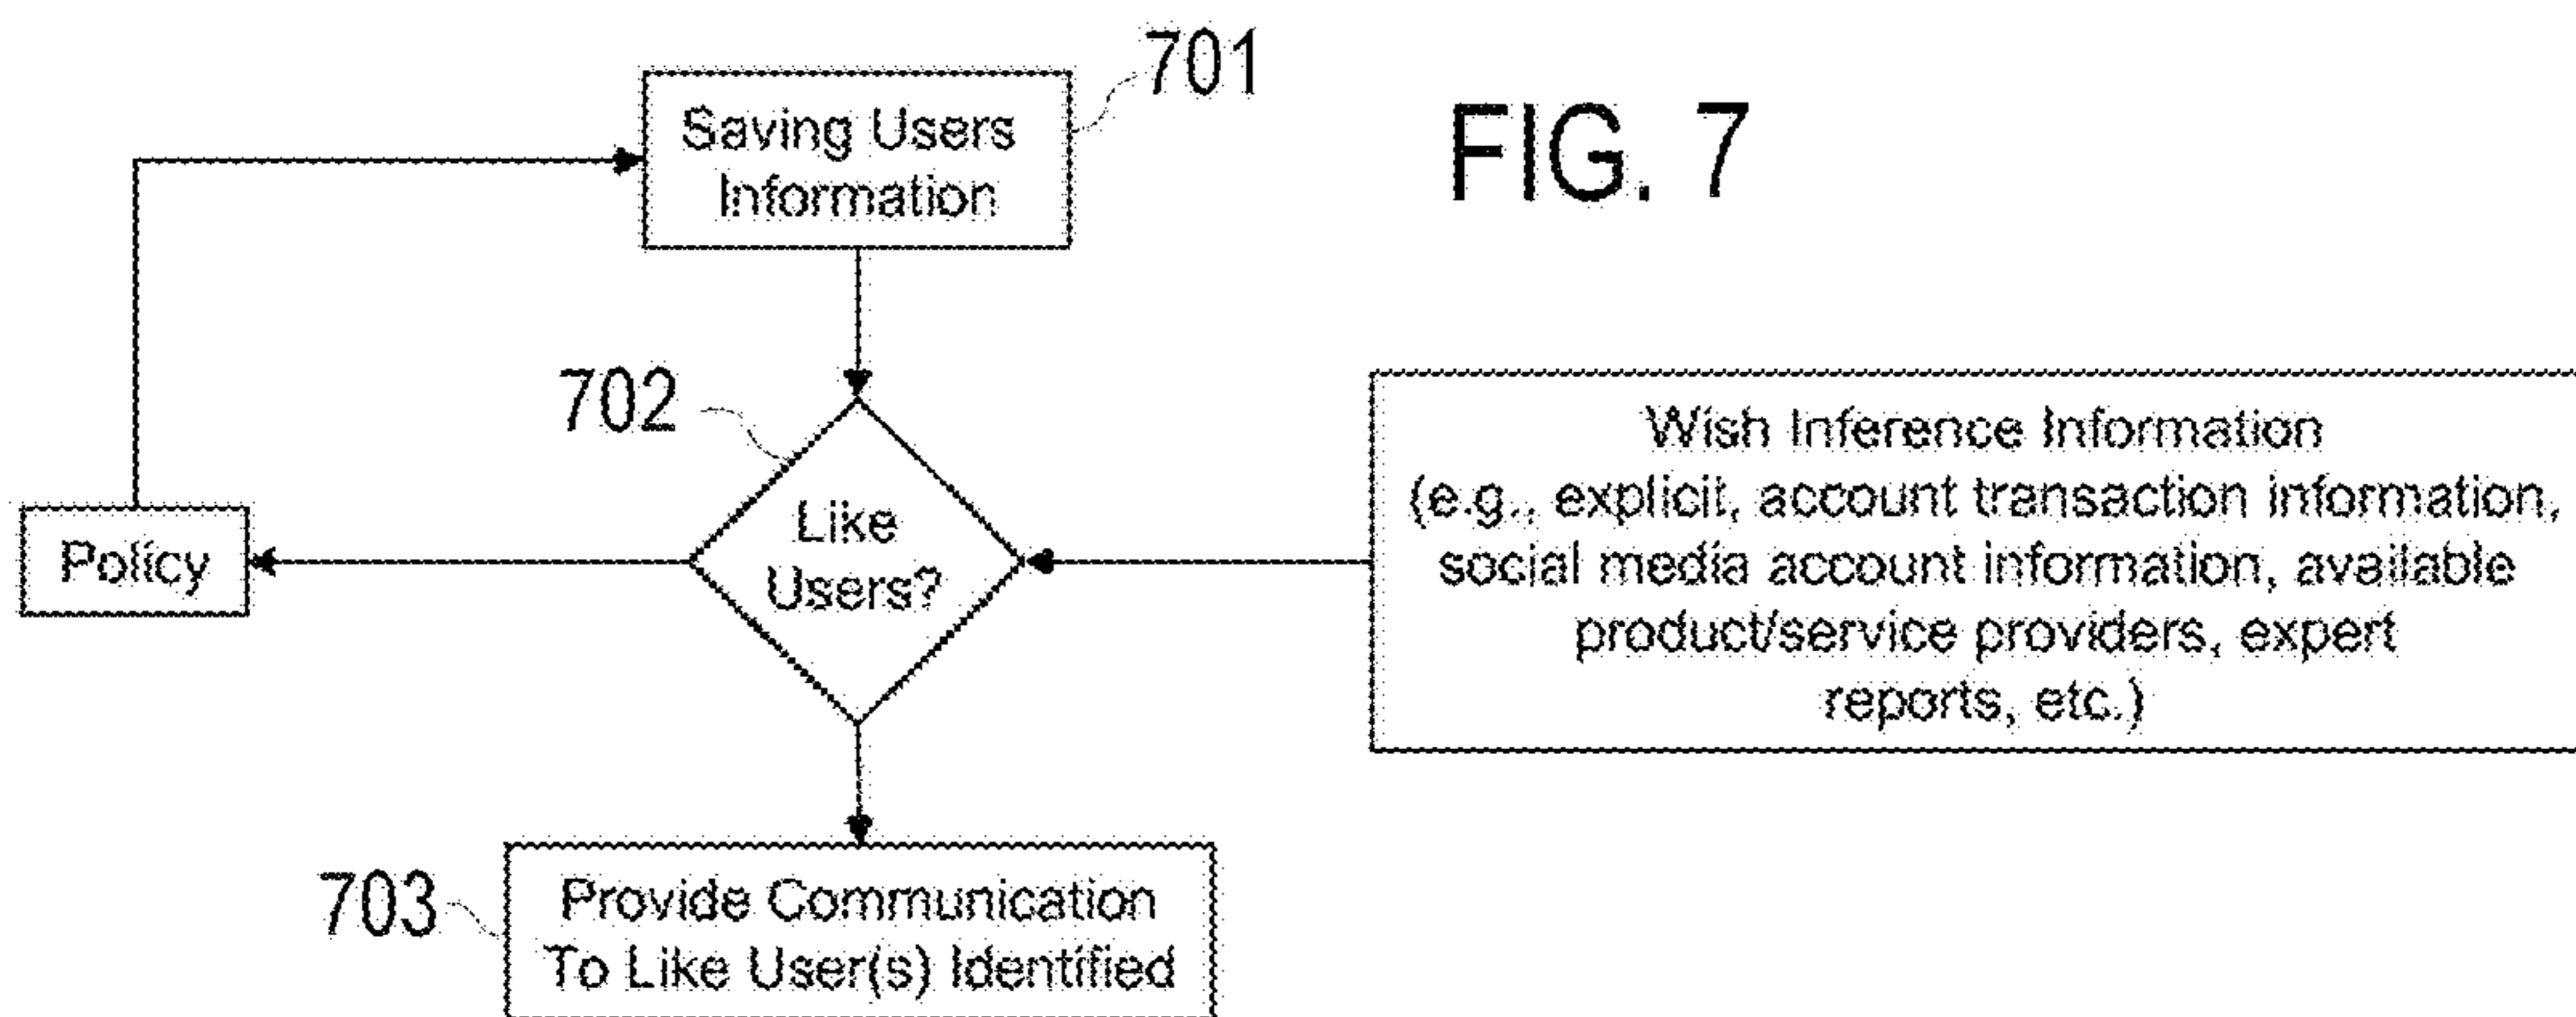 701
Saving Users
Information
FIG. 7
702
Like
Users?
Policy
Wish Inference Information
(e.g., explicit, account transaction information,
social media account information, available
product/service providers, expert
reports, etc.)
703
Provide Communication
To Like User(s) Identified